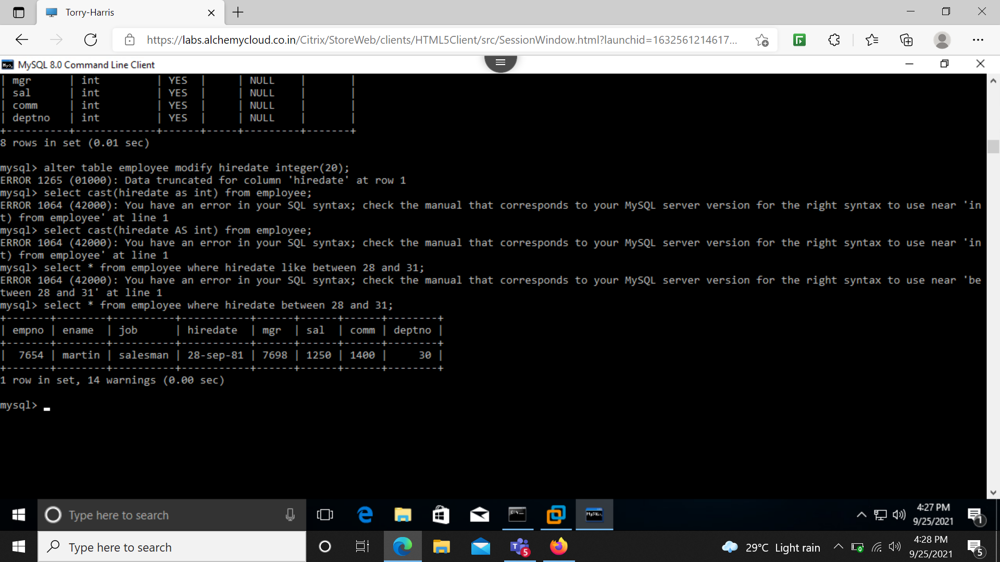 Torry-Harris
https://labs.alchemycloud.co.in/Citrix/StoreWeb/clients/HTML5Client/src/SessionWindow.html?launchid=1632561214617...
MySQL 8.0 Command Line Client
| mgr      | int         | YES  |     | NULL    |       |
| sal      | int         | YES  |     | NULL    |       |
| comm     | int         | YES  |     | NULL    |       |
| deptno   | int         | YES  |     | NULL    |       |
+----------+-------------+------+-----+---------+-------+
8 rows in set (0.01 sec)
mysql> alter table employee modify hiredate integer(20);
ERROR 1265 (01000): Data truncated for column 'hiredate' at row 1
mysql> select cast(hiredate as int) from employee;
ERROR 1064 (42000): You have an error in your SQL syntax; check the manual that corresponds to your MySQL server version for the right syntax to use near 'in
t) from employee' at line 1
mysql> select cast(hiredate AS int) from employee;
ERROR 1064 (42000): You have an error in your SQL syntax; check the manual that corresponds to your MySQL server version for the right syntax to use near 'in
t) from employee' at line 1
mysql> select * from employee where hiredate like between 28 and 31;
ERROR 1064 (42000): You have an error in your SQL syntax; check the manual that corresponds to your MySQL server version for the right syntax to use near 'be
tween 28 and 31' at line 1
mysql> select * from employee where hiredate between 28 and 31;
+-------+--------+----------+-----------+------+------+------+--------+
| empno | ename  | job      | hiredate  | mgr  | sal  | comm | deptno |
+-------+--------+----------+-----------+------+------+------+--------+
|  7654 | martin | salesman | 28-sep-81 | 7698 | 1250 | 1400 |     30 |
+-------+--------+----------+-----------+------+------+------+--------+
1 row in set, 14 warnings (0.00 sec)
mysql> _
Type here to search
4:27 PM
9/25/2021
1
Type here to search
5
29°C Light rain
4:28 PM
9/25/2021
5